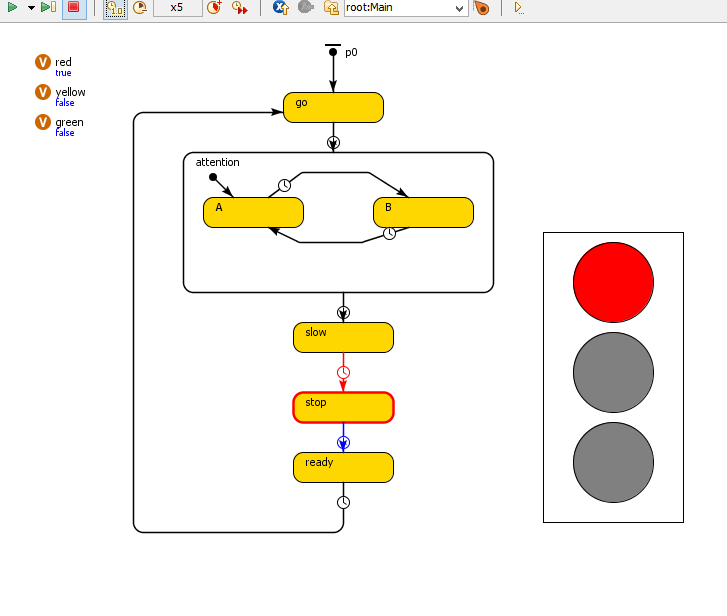 x5
root:Main
V red
true
V yellow
false
V green
false
p0
go
attention
A
B
slow
stop
ready